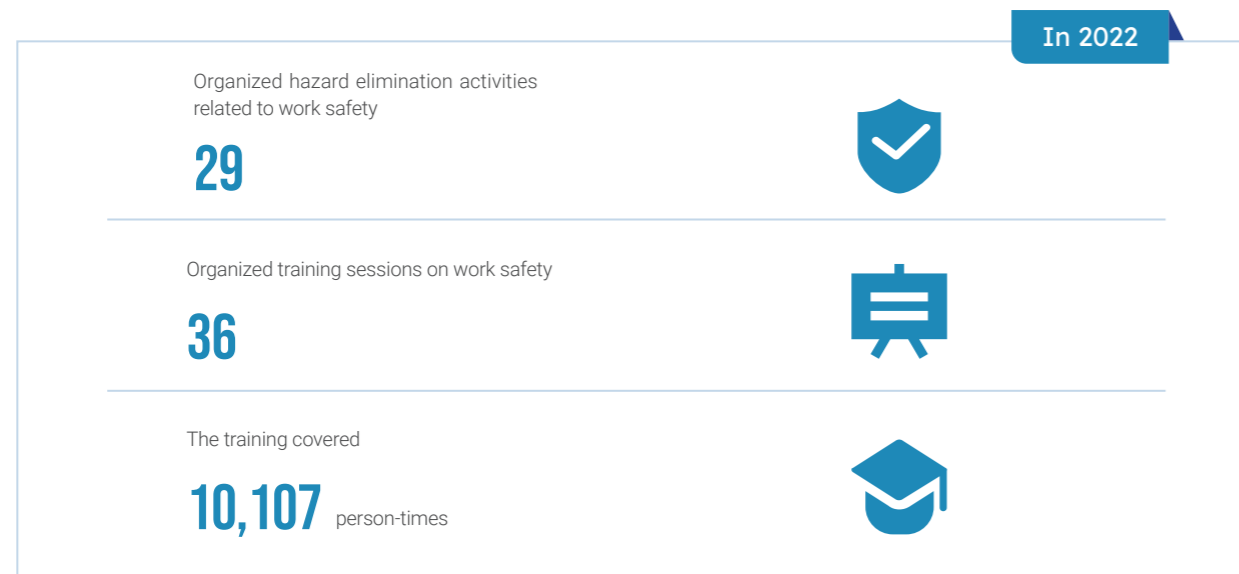 In 2022
Organized hazard elimination activities
related to work safety
29
Organized training sessions on work safety
36
The training covered
10,107 person-times